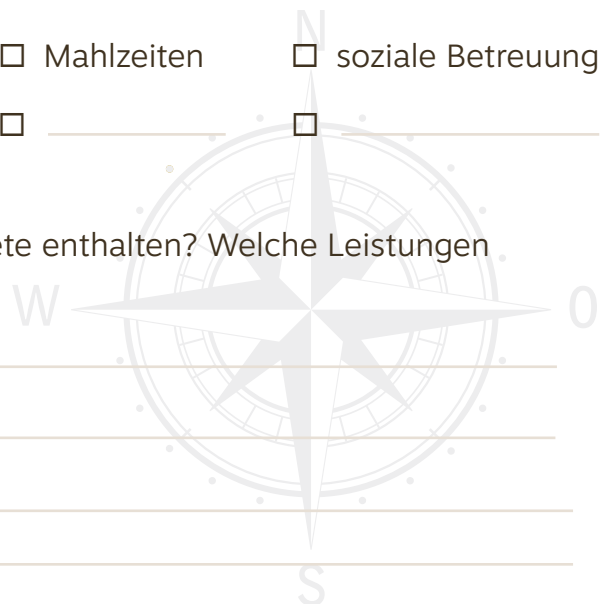 N
Mahlzeiten soziale Betreuung
ete enthalten? Welche Leistungen
W O
S